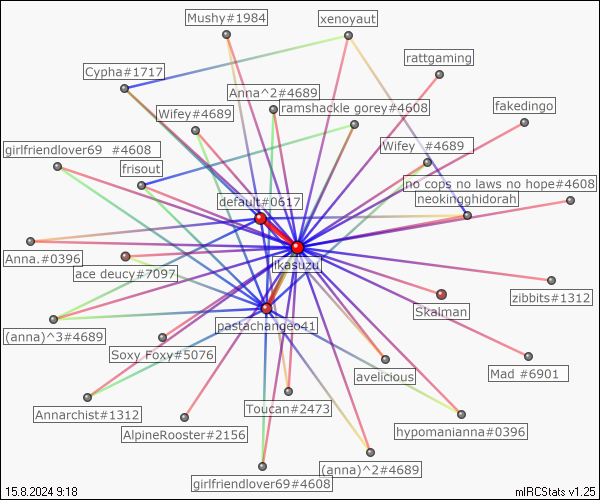 Mushy#1984
xenoyaut
rattgaming
Cypha#1717
Anna^2#4689
ramshackle gorey#4608
fakedingo
Wifey#4689
girlfriendlover69 #4608
Wifey #4689
frisout
no cops no laws no hope#4608
default#0617
neokingghidorah
Anna.#0396
likasuzu
ace deucy#7097
zibbits#1312
Skalman
pastachangeo41
(anna)^3#4689
Soxy Foxy#5076
Mad #6901
avelicious
Annarchist#1312
Toucan#2473
AlpineRooster#2156
hypomanianna#0396
(anna)^2#4689
girlfriendlover69#4608
15.8.2024 9:18
mIRCStats v1.25